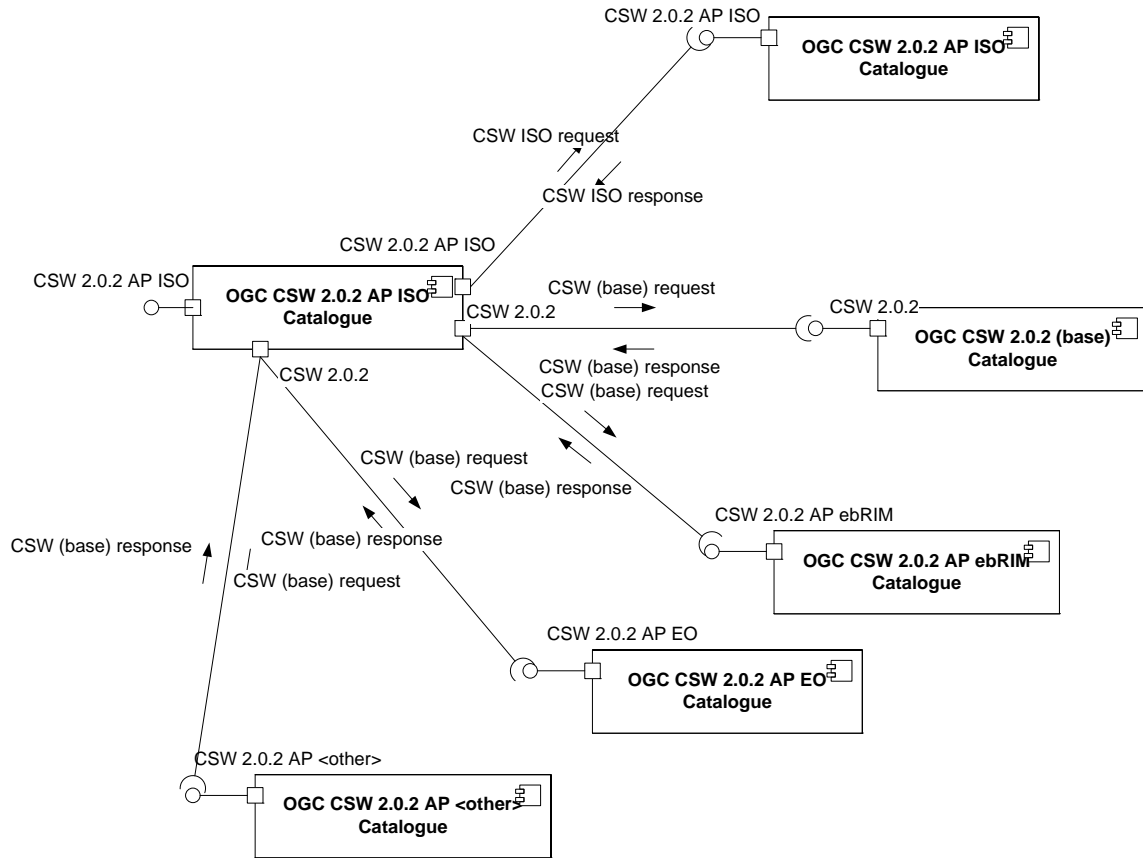 CSW 2.0.2 AP ISO
OGC CSW 2.0.2 AP ISO
Catalogue
CSW ISO request
CSW ISO response
CSW 2.0.2 AP ISO
CSW 2.0.2 AP ISO
OGC CSW 2.0.2 AP ISO
Catalogue
CSW (base) request
CSW 2.0.2
CSW 2.0.2
OGC CSW 2.0.2 (base)
Catalogue
CSW (base) response
CSW 2.0.2
CSW (base) request
CSW (base) request
CSW (base) response
CSW 2.0.2 AP ebRIM
CSW (base) response
CSW (base) response
CSW (base) request
OGC CSW 2.0.2 AP ebRIM
Catalogue
CSW 2.0.2 AP EO
OGC CSW 2.0.2 AP EO
Catalogue
CSW 2.0.2 AP <other>
OGC CSW 2.0.2 AP <other>
Catalogue